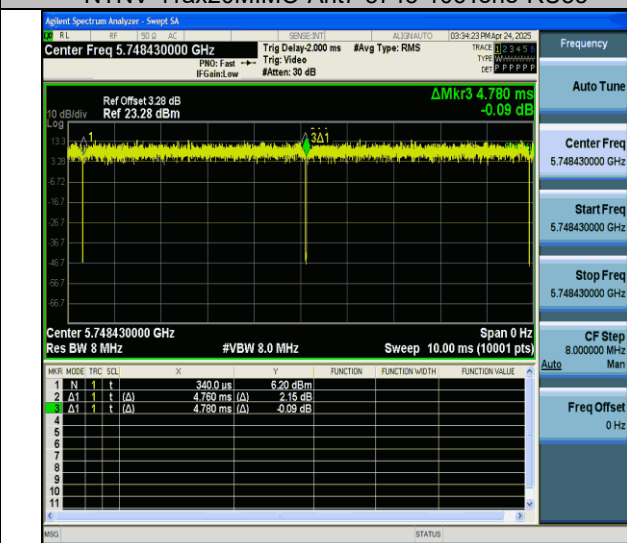 Agilent Spectrum Analyzer - Swept SA
RL RF 50 Ω AC SENSE:INT ALIGNAUTO 03:34:23 PM Apr 24, 2025
Center Freq 5.748430000 GHz
PNO: Fast
IFGain:Low
Trig Delay-2.000 ms
Trig: Video
#Atten: 30 dB
#Avg Type: RMS
TRACE 1 2 3 4 5 6
TYPE
DET P P P P P P
ΔMkr3 4.780 ms
-0.09 dB
Ref Offset 3.28 dB
10 dB/div Ref 23.28 dBm
Log
13.3
3.28
-6.72
-16.7
-26.7
-36.7
-46.7
-56.7
-66.7
1
3Δ1
Center 5.748430000 GHz Span 0 Hz
Res BW 8 MHz #VBW 8.0 MHz Sweep 10.00 ms (10001 pts)
MKR MODE TRC SCL X Y FUNCTION FUNCTION WIDTH FUNCTION VALUE
1 N 1 t 340.0 µs 6.20 dBm
2 Δ1 1 t (Δ) 4.760 ms (Δ) 2.15 dB
3 Δ1 1 t (Δ) 4.780 ms (Δ) -0.09 dB
4
5
6
7
8
9
10
11
MSG STATUS
Frequency
Auto Tune
Center Freq
5.748430000 GHz
Start Freq
5.748430000 GHz
Stop Freq
5.748430000 GHz
CF Step
8.000000 MHz
Auto Man
Freq Offset
0 Hz